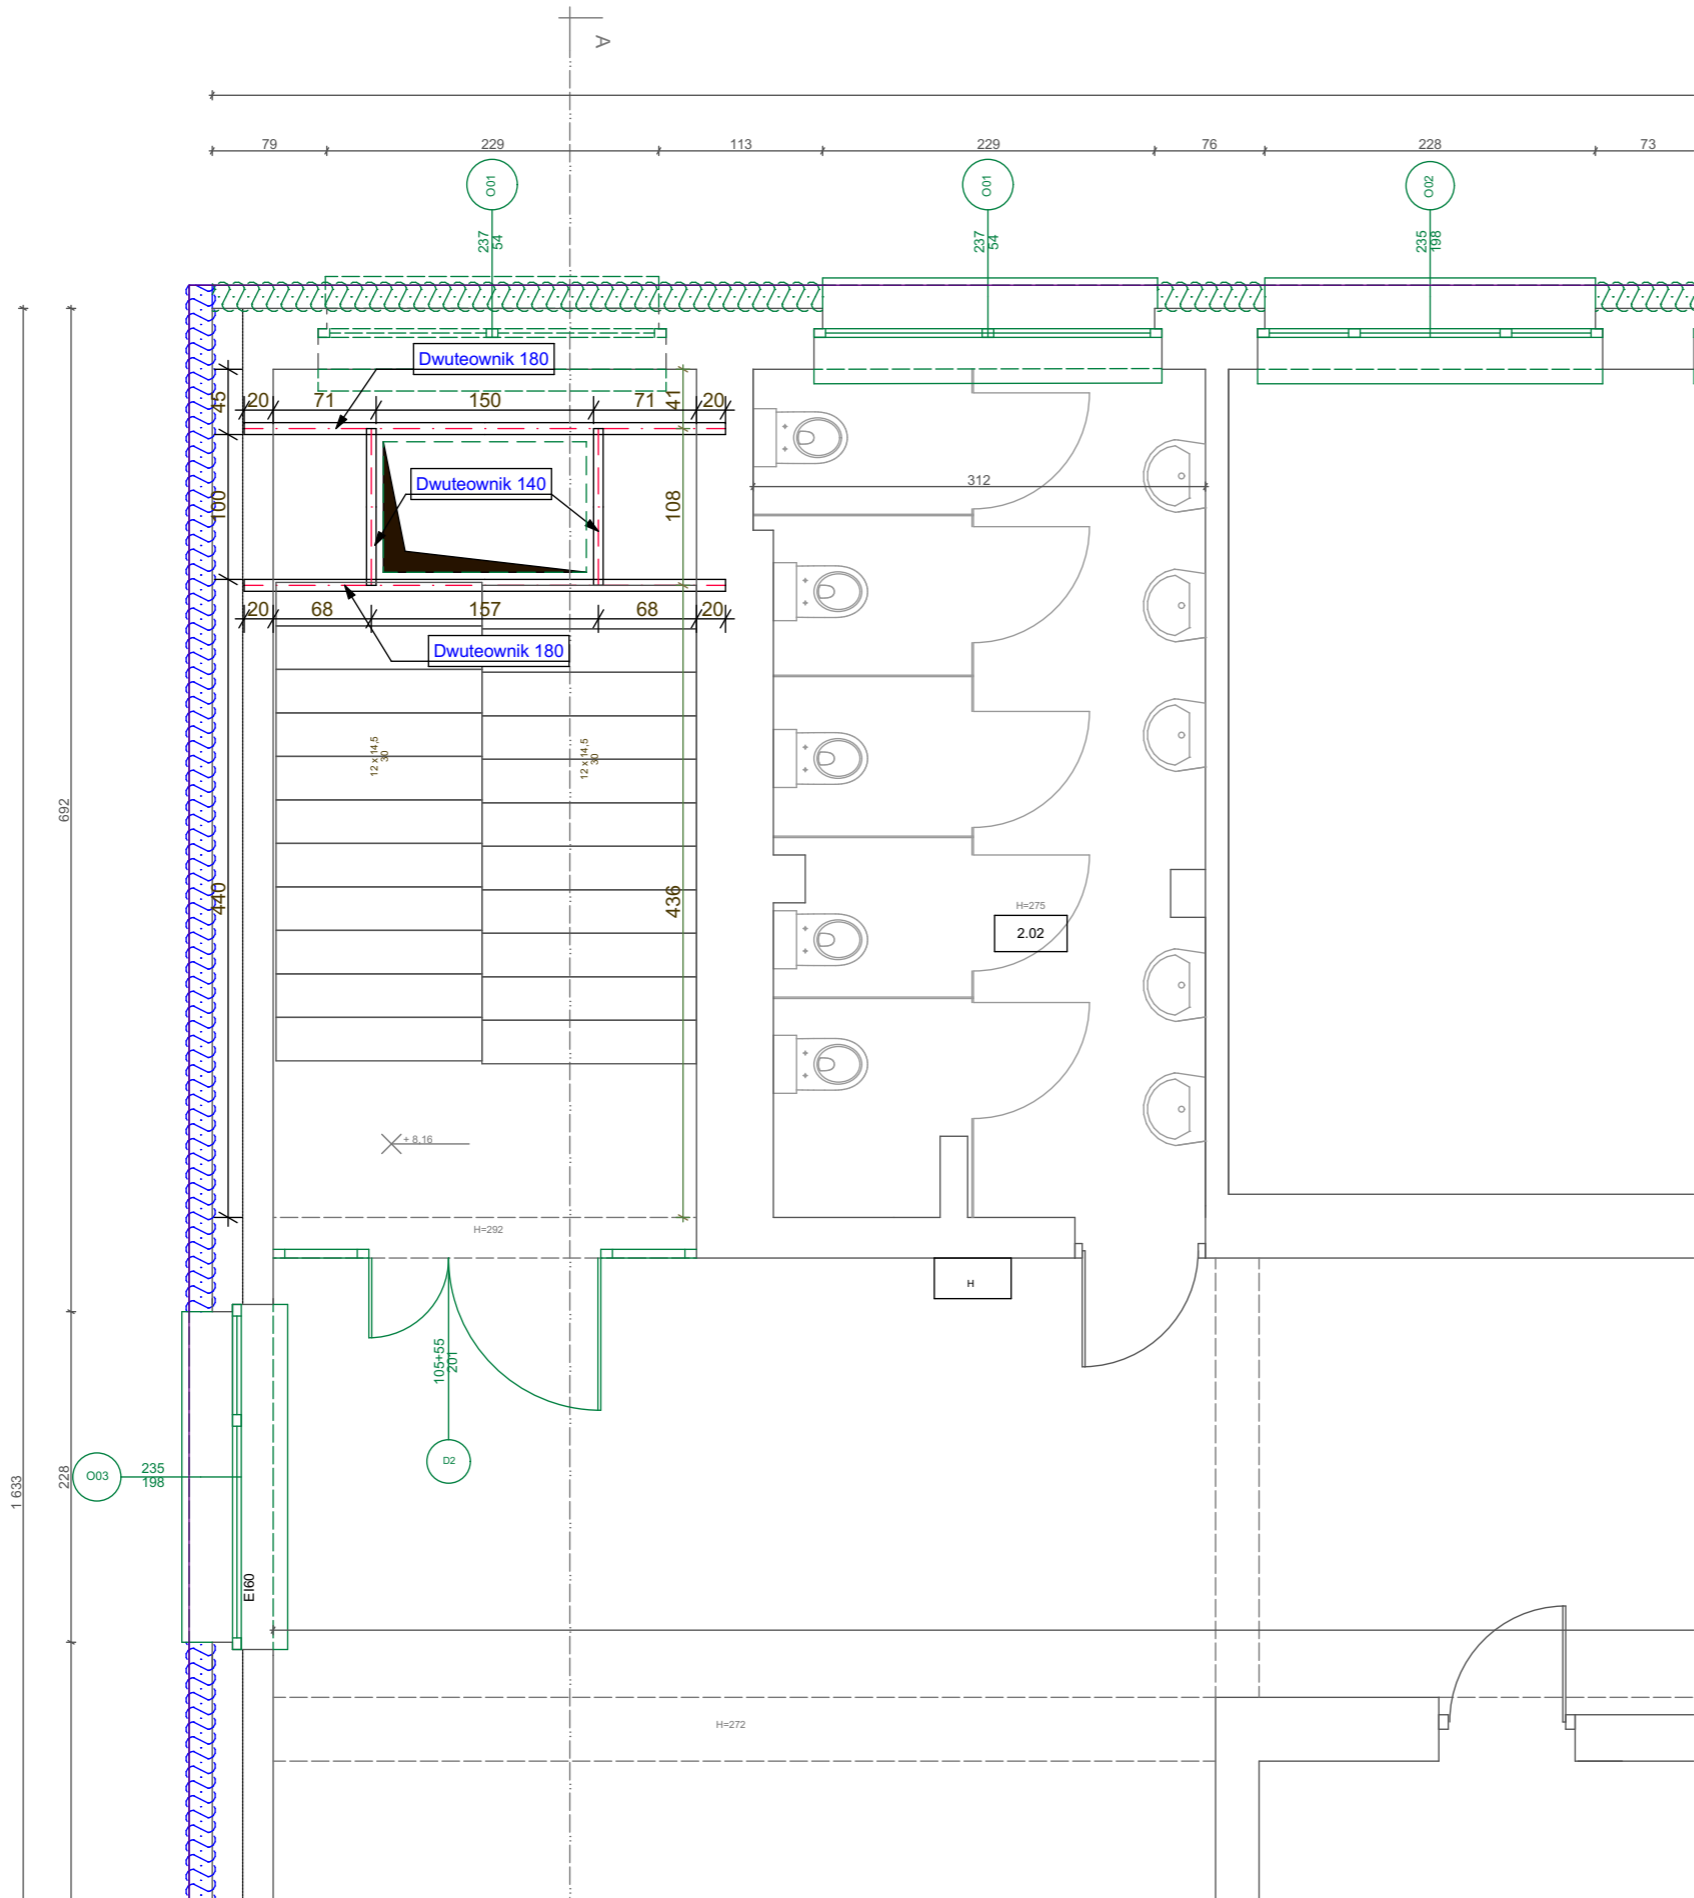 A
79 229 113 229 76 228 73
O01 O01 O02
237
54
237
54
235
198
Dwuteownik 180
45 20 71 150 71 41 20
Dwuteownik 140
100 108
312
20 68 157 68 20
Dwuteownik 180
12 x 14,5
30
12 x 14,5
30
692
440 436
H=275
2.02
+ 8,16
H=292
H
105+55
201
D2
O03
235
198
228
1 633
EI60
H=272